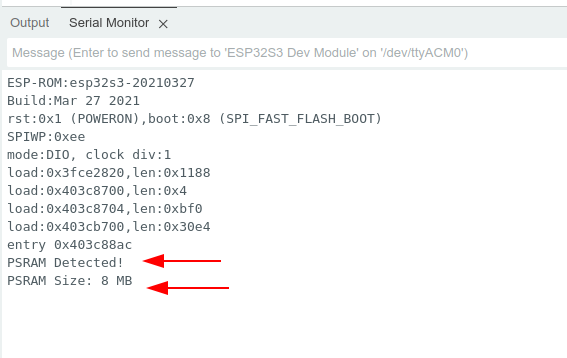 Output
Serial Monitor ×
Message (Enter to send message to 'ESP32S3 Dev Module' on '/dev/ttyACM0')
ESP-ROM:esp32s3-20210327
Build:Mar 27 2021
rst:0x1 (POWERON),boot:0x8 (SPI_FAST_FLASH_BOOT)
SPIWP:0xee
mode:DIO, clock div:1
load:0x3fce2820,len:0x1188
load:0x403c8700,len:0x4
load:0x403c8704,len:0xbf0
load:0x403cb700,len:0x30e4
entry 0x403c88ac
PSRAM Detected!
PSRAM Size: 8 MB